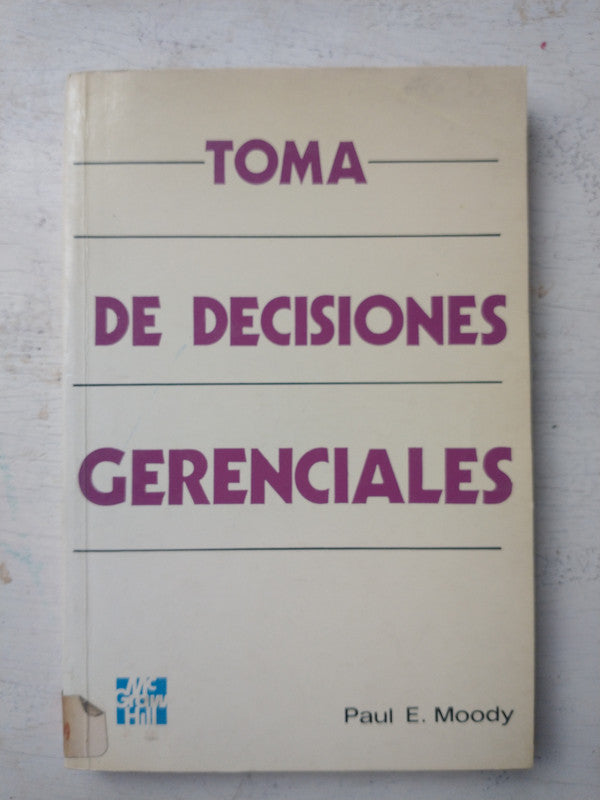 TOMA
DE DECISIONES
GERENCIALES
Mc
Graw
Hill
Paul E. Moody